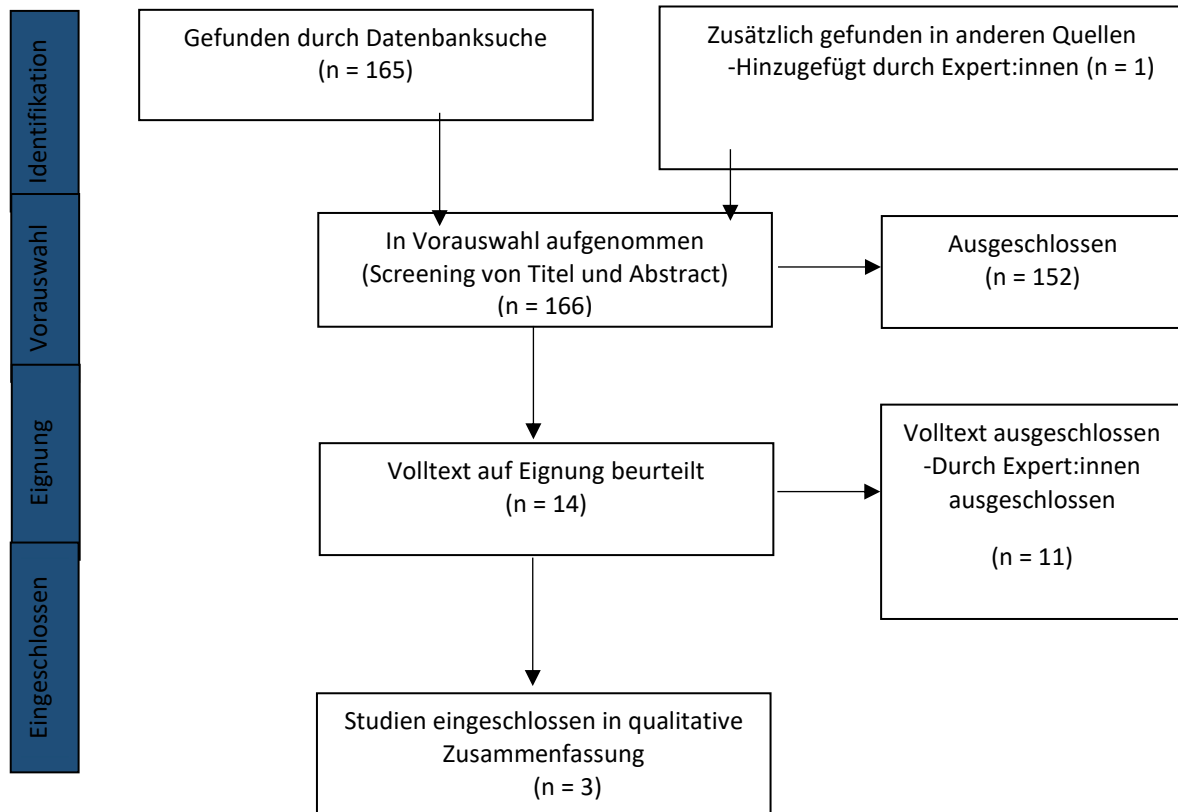 Identifikation
Gefunden durch Datenbanksuche
(n = 165)
Zusätzlich gefunden in anderen Quellen
-Hinzugefügt durch Expert:innen (n = 1)
Vorauswahl
In Vorauswahl aufgenommen
(Screening von Titel und Abstract)
(n = 166)
Ausgeschlossen
(n = 152)
Eignung
Volltext auf Eignung beurteilt
(n = 14)
Volltext ausgeschlossen
-Durch Expert:innen
ausgeschlossen
(n = 11)
Eingeschlossen
Studien eingeschlossen in qualitative
Zusammenfassung
(n = 3)